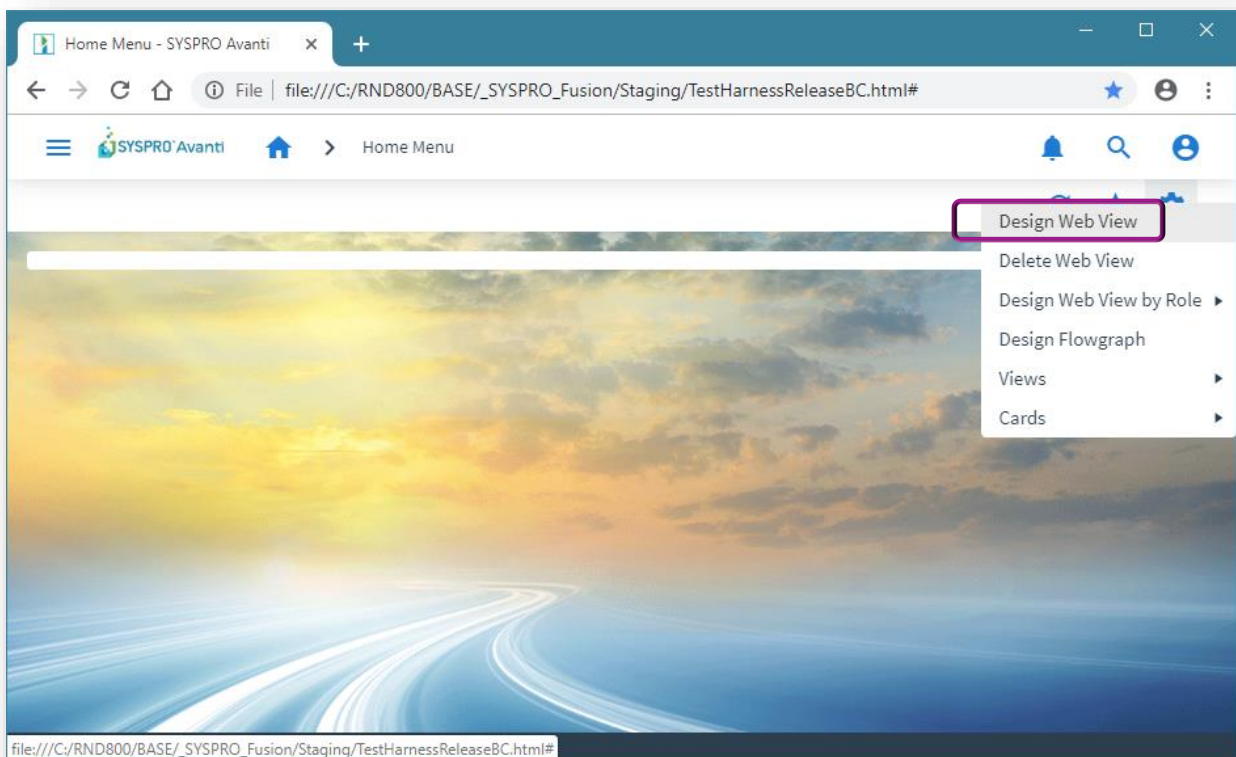 Home Menu - SYSPRO Avanti
File | file:///C:/RND800/BASE/_SYSPRO_Fusion/Staging/TestHarnessReleaseBC.html#
SYSPRO Avanti Home Menu
Design Web View
Delete Web View
Design Web View by Role
Design Flowgraph
Views
Cards
file:///C:/RND800/BASE/_SYSPRO_Fusion/Staging/TestHarnessReleaseBC.html#